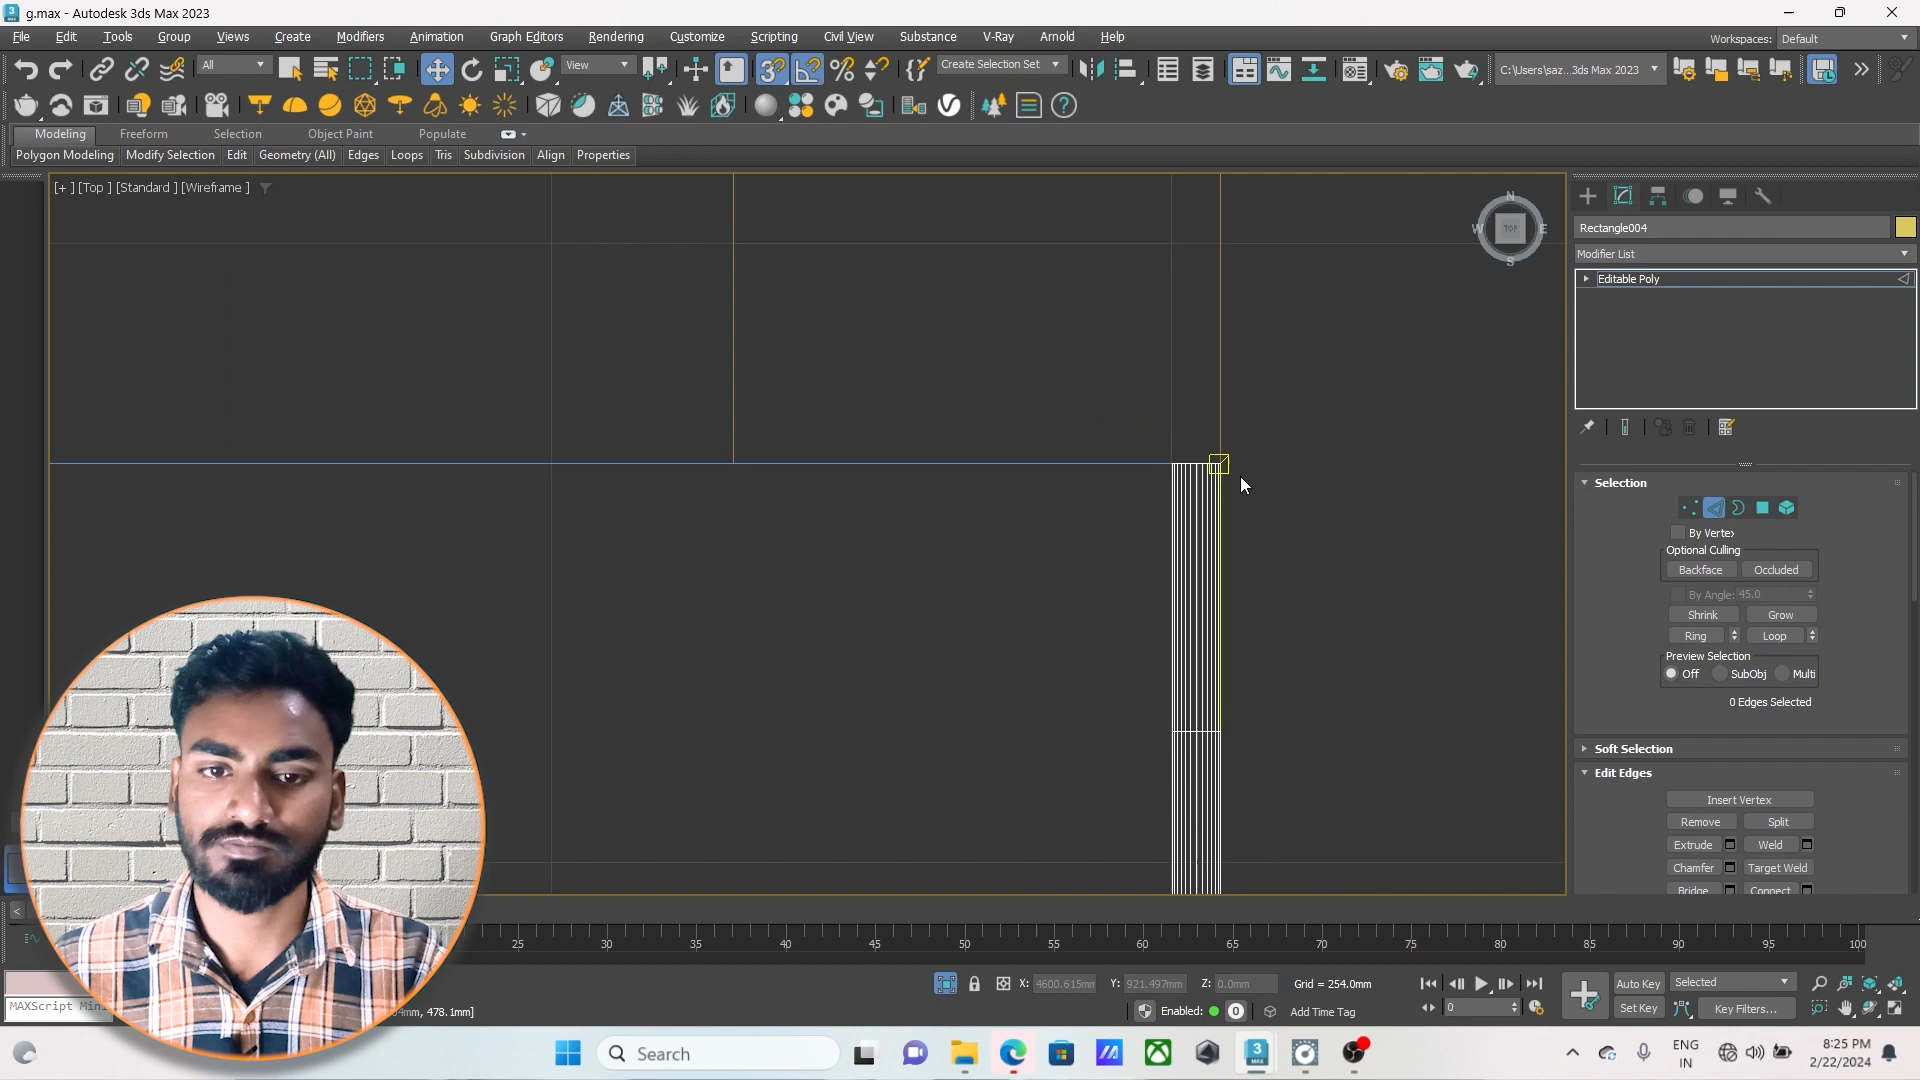 g.max - Autodesk 3ds Max 2023
File Edit Tools Group Views Create Modifiers Animation Graph Editors Rendering Customize Scripting Civil View Substance V-Ray Arnold Help
Workspaces: Default
All
View
Create Selection Set
C:\Users\saz...3ds Max 2023
Modeling Freeform Selection Object Paint Populate
Polygon Modeling Modify Selection Edit Geometry (All) Edges Loops Tris Subdivision Align Properties
[+ ] [Top ] [Standard ] [Wireframe ]
N
W TOP E
S
Rectangle004
Modifier List
Editable Poly
Selection
By Vertex
Optional Culling
Backface Occluded
By Angle: 45.0
Shrink Grow
Ring Loop
Preview Selection
Off SubObj Multi
0 Edges Selected
Soft Selection
Edit Edges
Insert Vertex
Remove Split
Extrude Weld
Chamfer Target Weld
Bridge Connect
25 30 35 40 45 50 55 60 65 70 75 80 85 90 95 100
X: 4600.615mm Y: 921.497mm Z: 0.0mm Grid = 254.0mm
Auto Key Selected
MAXScript Min
mm, 478.1mm]
Enabled: 0 Add Time Tag
0
Set Key Key Filters...
Search
ENG
IN
8:25 PM
2/22/2024